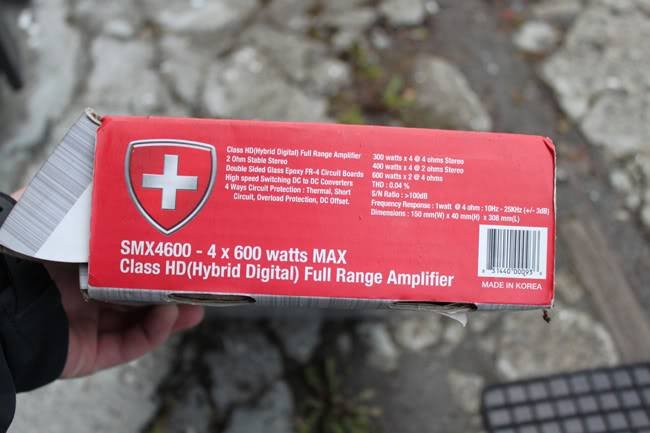 Class HD(Hybrid Digital) Full Range Amplifier
2 Ohm Stable Stereo
Double Sided Glass Epoxy FR-4 Circuit Boards
High speed Switching DC to DC Converters
4 Ways Circuit Protection : Thermal, Short
Circuit, Overload Protection, DC Offset.
300 watts x 4 @ 4 ohms Stereo
400 watts x 4 @ 2 ohms Stereo
600 watts x 2 @ 4 ohms
THD : 0.04 %
S/N Ratio : >100dB
Frequency Response : 1watt @ 4 ohm : 10Hz - 25KHz (+/- 3dB)
Dimensions : 150 mm(W) x 40 mm(H) x 308 mm(L)
SMX4600 - 4 x 600 watts MAX
Class HD(Hybrid Digital) Full Range Amplifier
MADE IN KOREA